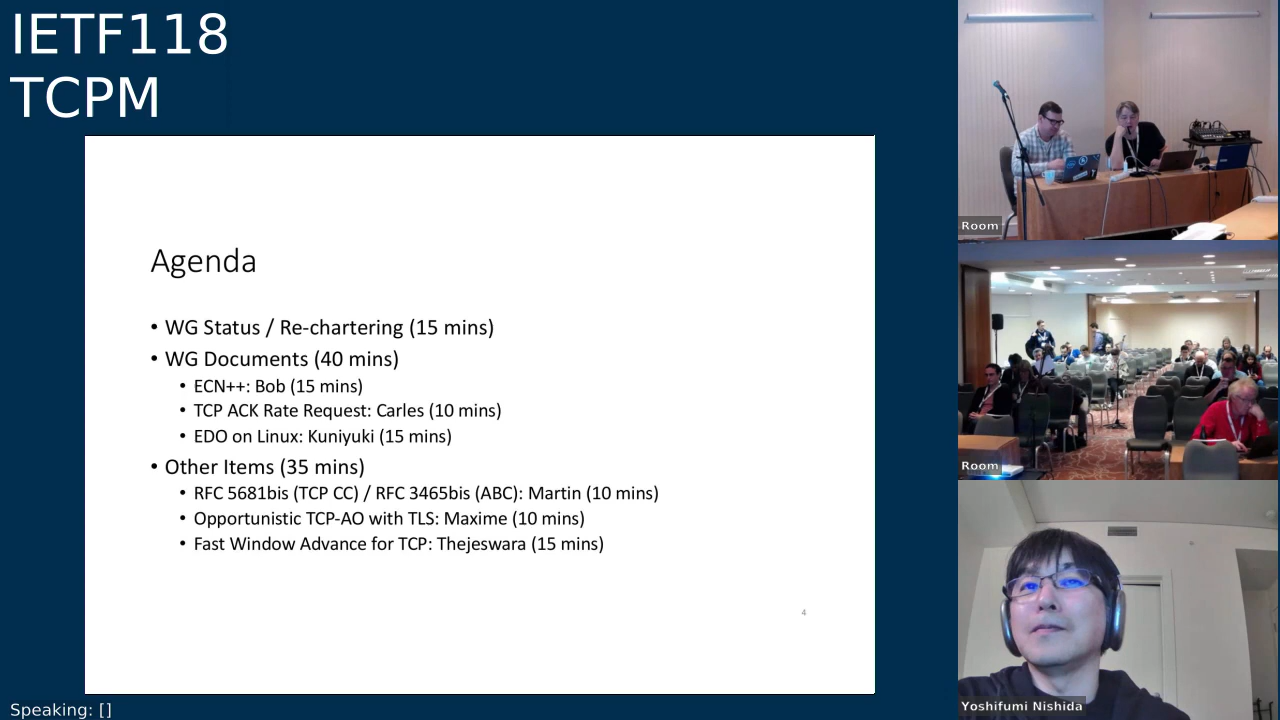 IETF118
TCPM
Agenda
• WG Status / Re-chartering (15 mins)
• WG Documents (40 mins)
• ECN++: Bob (15 mins)
• TCP ACK Rate Request: Carles (10 mins)
• EDO on Linux: Kuniyuki (15 mins)
• Other Items (35 mins)
• RFC 5681bis (TCP CC) / RFC 3465bis (ABC): Martin (10 mins)
• Opportunistic TCP-AO with TLS: Maxime (10 mins)
• Fast Window Advance for TCP: Thejeswara (15 mins)
4
Speaking: []
Room
Room
Yoshifumi Nishida